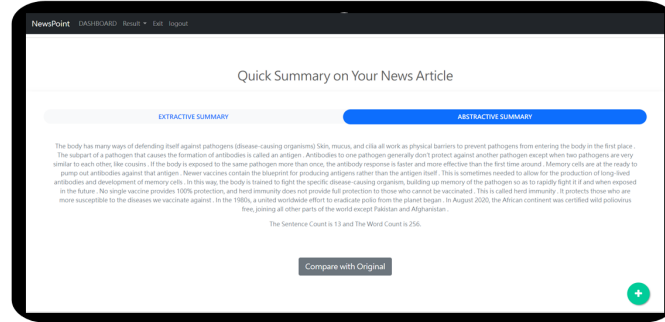 NewsPoint DASHBOARD Result Exit logout
Quick Summary on Your News Article
EXTRACTIVE SUMMARY ABSTRACTIVE SUMMARY
The body has many ways of defending itself against pathogens (disease-causing organisms) Skin, mucus, and cilia all work as physical barriers to prevent pathogens from entering the body in the first place .
The subpart of a pathogen that causes the formation of antibodies is called an antigen . Antibodies to one pathogen generally don't protect against another pathogen except when two pathogens are very
similar to each other, like cousins . If the body is exposed to the same pathogen more than once, the antibody response is faster and more effective than the first time around . Memory cells are at the ready to
pump out antibodies against that antigen . Newer vaccines contain the blueprint for producing antigens rather than the antigen itself . This is sometimes needed to allow for the production of long-lived
antibodies and development of memory cells . In this way, the body is trained to fight the specific disease-causing organism, building up memory of the pathogen so as to rapidly fight it if and when exposed
in the future . No single vaccine provides 100% protection, and herd immunity does not provide full protection to those who cannot be vaccinated . This is called herd immunity . It protects those who are
more susceptible to the diseases we vaccinate against . In the 1980s, a united worldwide effort to eradicate polio from the planet began . In August 2020, the African continent was certified wild poliovirus
free, joining all other parts of the world except Pakistan and Afghanistan .
The Sentence Count is 13 and The Word Count is 256.
Compare with Original
+